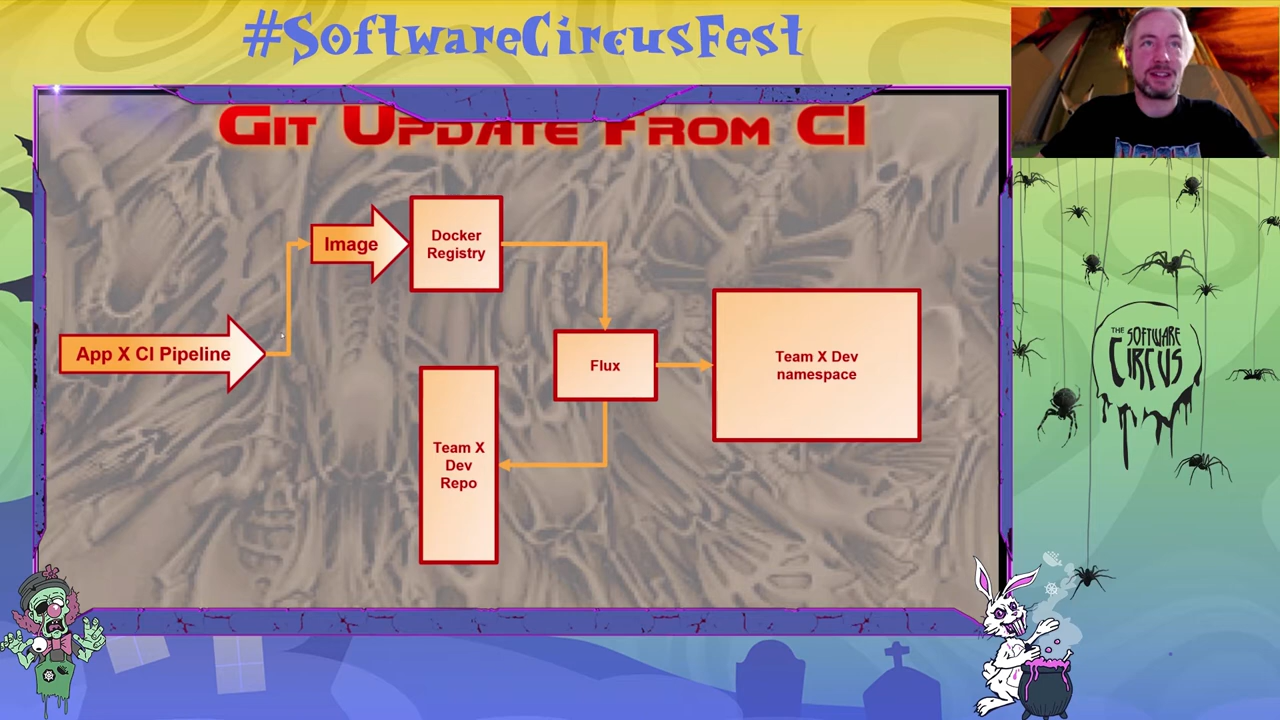 #SoftwareCircusFest
Git Update From CI
Image
Docker
Registry
App X CI Pipeline
Flux
Team X Dev
namespace
Team X
Dev
Repo
THE SOFTWARE
CIRCUS